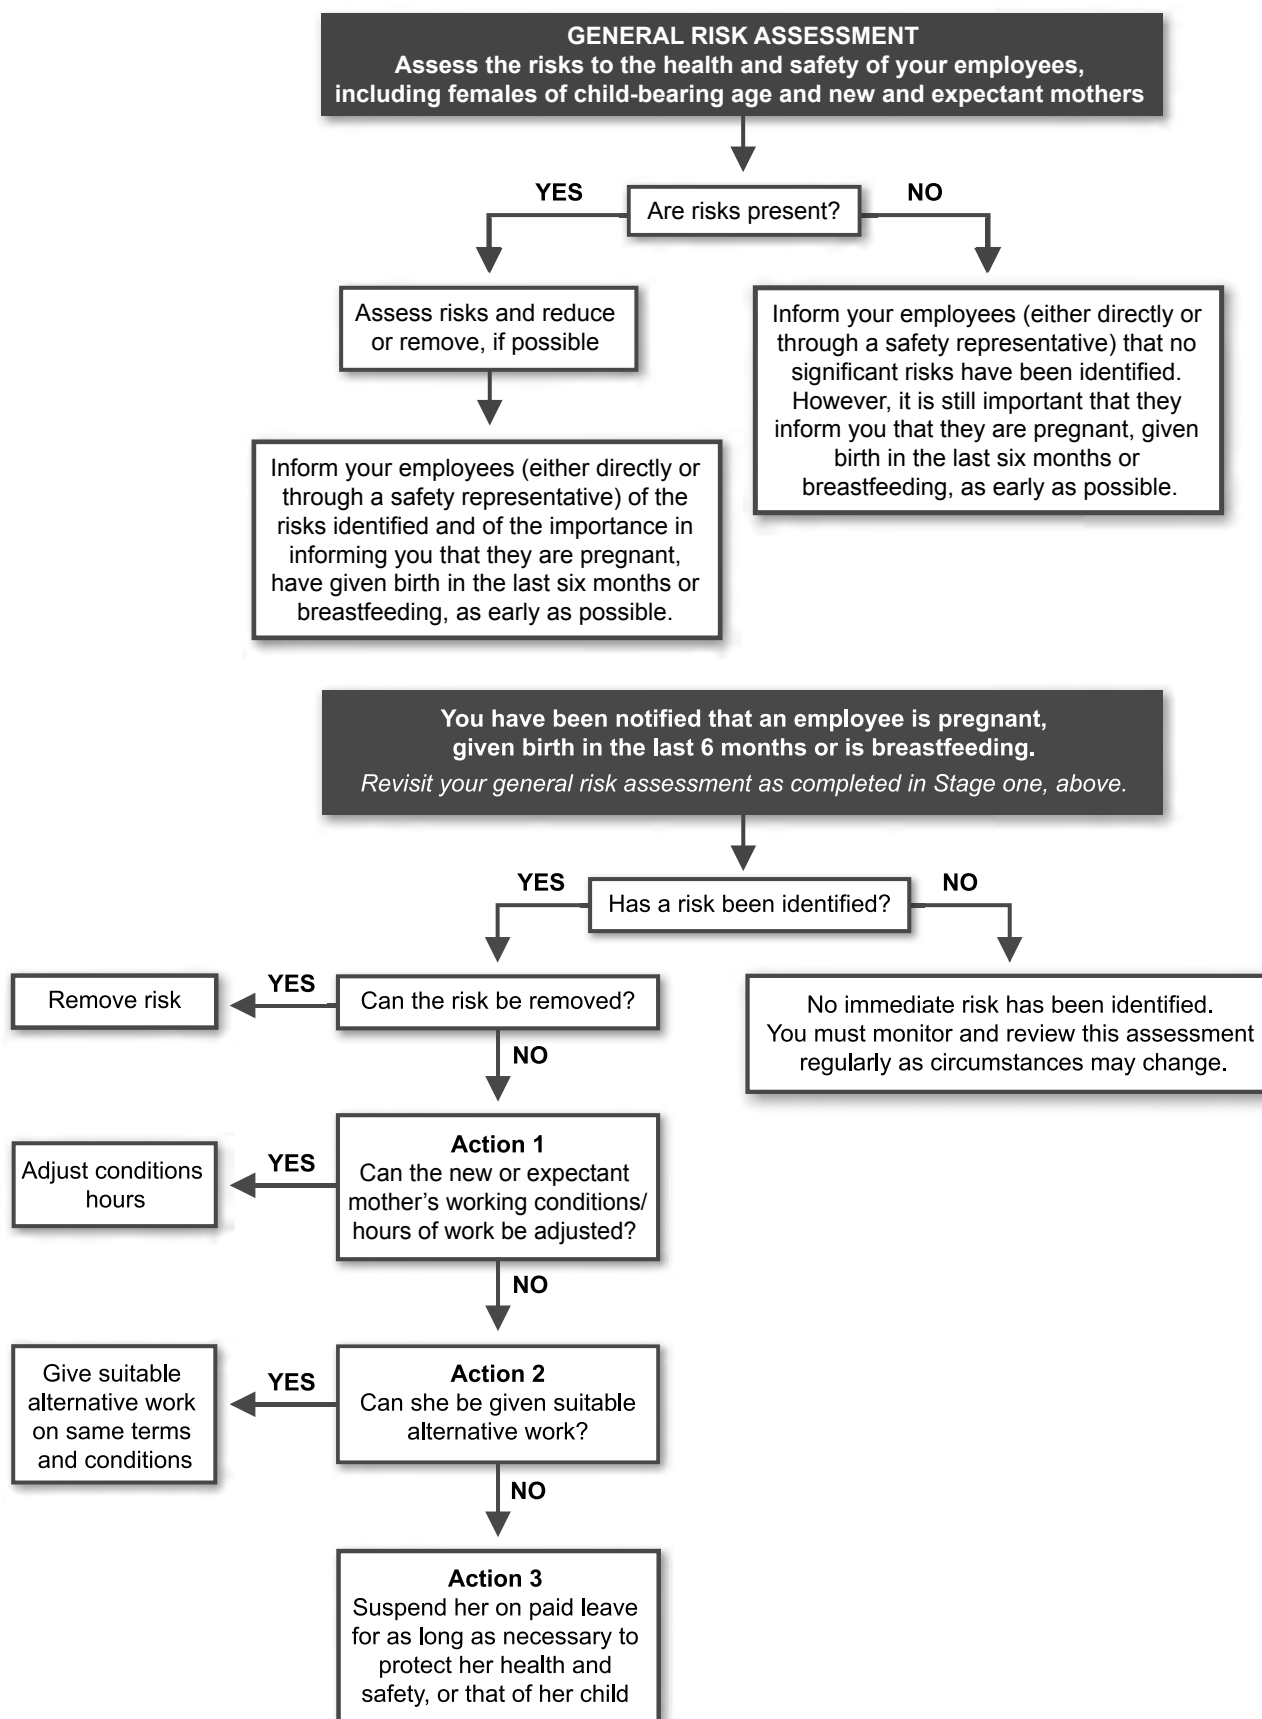 GENERAL RISK ASSESSMENT
Assess the risks to the health and safety of your employees,
including females of child-bearing age and new and expectant mothers
YES
NO
Are risks present?
Assess risks and reduce
or remove, if possible
Inform your employees (either directly or
through a safety representative) that no
significant risks have been identified.
However, it is still important that they
inform you that they are pregnant, given
birth in the last six months or
breastfeeding, as early as possible.
Inform your employees (either directly or
through a safety representative) of the
risks identified and of the importance in
informing you that they are pregnant,
have given birth in the last six months or
breastfeeding, as early as possible.
You have been notified that an employee is pregnant,
given birth in the last 6 months or is breastfeeding.
Revisit your general risk assessment as completed in Stage one, above.
YES
NO
Has a risk been identified?
Remove risk
YES
Can the risk be removed?
No immediate risk has been identified.
You must monitor and review this assessment
regularly as circumstances may change.
NO
Adjust conditions
hours
YES
Action 1
Can the new or expectant
mother's working conditions/
hours of work be adjusted?
NO
Give suitable
alternative work
on same terms
and conditions
YES
Action 2
Can she be given suitable
alternative work?
NO
Action 3
Suspend her on paid leave
for as long as necessary to
protect her health and
safety, or that of her child